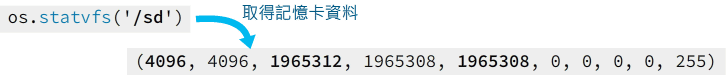 os.statvfs('/sd')
取得記憶卡資料
(4096, 4096, 1965312, 1965308, 1965308, 0, 0, 0, 0, 255)